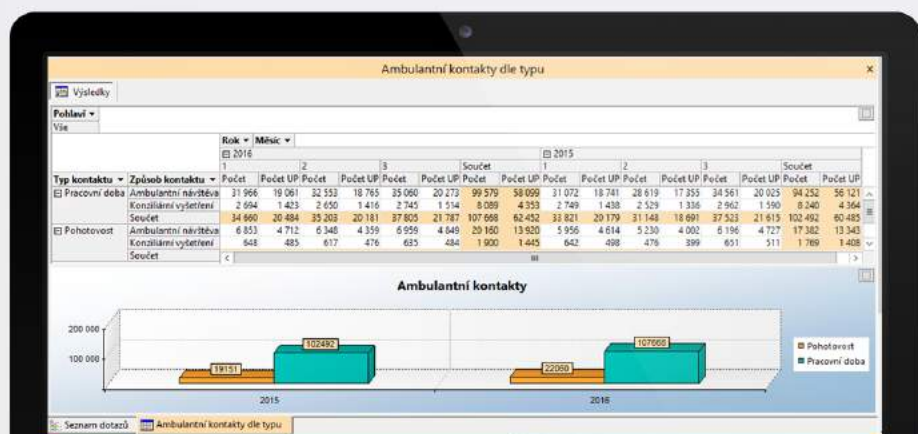 Ambulantní kontakty dle typu
Výsledky
Pohlaví
Vše
Rok Měsíc
2016 2015
1 2 3 Součet 1 2 3 Součet
Typ kontaktu Způsob kontaktu Počet Počet UP Počet Počet UP Počet Počet UP Počet Počet UP Počet Počet UP Počet Počet UP Počet Počet UP Počet Počet UP
Pracovní doba Ambulantní návštěva 31 966 19 061 32 553 18 765 35 060 20 273 99 579 58 099 31 072 18 741 28 619 17 355 34 561 20 025 94 252 56 121
Konziliární vyšetření 2 694 1 423 2 650 1 416 2 745 1 514 8 089 4 353 2 749 1 438 2 529 1 336 2 962 1 590 8 240 4 364
Součet 34 660 20 484 35 203 20 181 37 805 21 787 107 668 62 452 33 821 20 179 31 148 18 691 37 523 21 615 102 492 60 485
Pohotovost Ambulantní návštěva 6 853 4 712 6 348 4 359 6 959 4 849 20 160 13 920 5 956 4 614 5 230 4 002 6 196 4 727 17 382 13 343
Konziliární vyšetření 648 485 617 476 635 484 1 900 1 445 642 498 476 399 651 511 1 769 1 408
Součet
Ambulantní kontakty
200 000
100 000
19151
102492
22060
107668
2015
2016
Pohotovost
Pracovní doba
Seznam dotazů Ambulantní kontakty dle typu